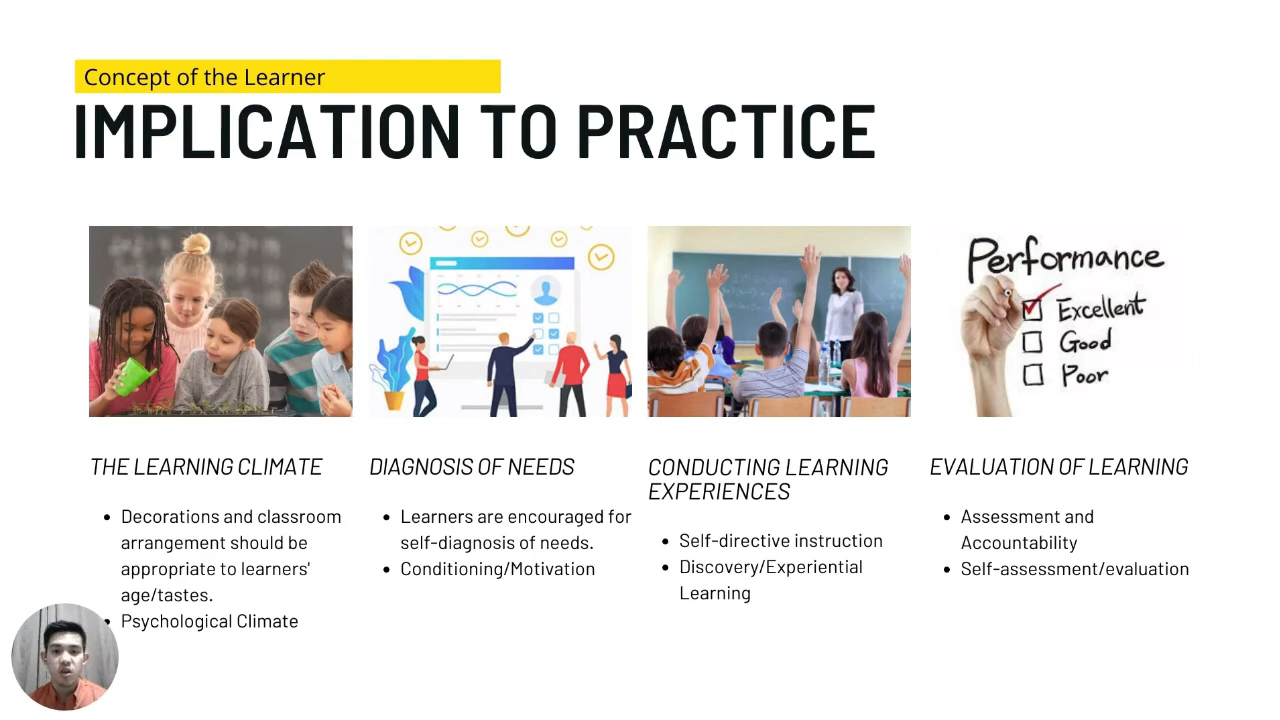 Concept of the Learner
IMPLICATION TO PRACTICE
Performance
Excellent
Good
Poor
THE LEARNING CLIMATE
• Decorations and classroom
arrangement should be
appropriate to learners'
age/tastes.
• Psychological Climate
DIAGNOSIS OF NEEDS
• Learners are encouraged for
self-diagnosis of needs.
• Conditioning/Motivation
CONDUCTING LEARNING
EXPERIENCES
• Self-directive instruction
• Discovery/Experiential
Learning
EVALUATION OF LEARNING
• Assessment and
Accountability
• Self-assessment/evaluation